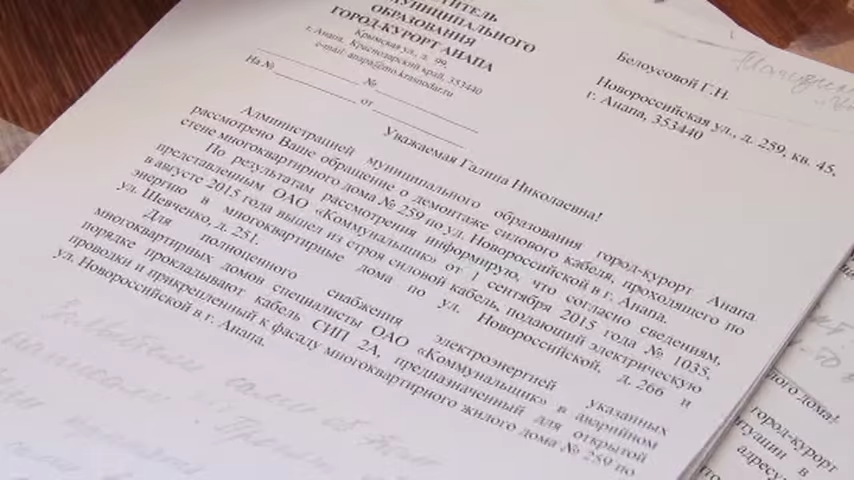 МУНИЦИПАЛЬНОГО
ОБРАЗОВАНИЯ
ГОРОД-КУРОРТ АНАПА
Крымская ул., д. 99,
г. Анапа, Краснодарский край, 353440
e-mail: anapa@mo.krasnodar.ru
№
На № от
Белоусовой Г.Н.
Новороссийская ул., д. 259, кв. 45,
г. Анапа, 353440
Уважаемая Галина Николаевна!
Администрацией муниципального образования город-курорт Анапа
рассмотрено Ваше обращение о демонтаже силового кабеля, проходящего по
стене многоквартирного дома № 259 по ул. Новороссийской в г. Анапа.
По результатам рассмотрения информирую, что согласно сведениям,
представленным ОАО «Коммунальщик» от 1 сентября 2015 года № 1035,
в августе 2015 года вышел из строя силовой кабель, подающий электрическую
энергию в многоквартирные дома по ул. Новороссийской, д. 266 и
ул. Шевченко, д. 251.
Для полноценного снабжения электроэнергией указанных
многоквартирных домов специалисты ОАО «Коммунальщик» в аварийном
порядке прокладывают кабель СИП 2А, предназначенный для открытой
проводки и прикрепленный к фасаду многоквартирного жилого дома № 259 по
ул. Новороссийской в г. Анапа.
дома!
город-курорт